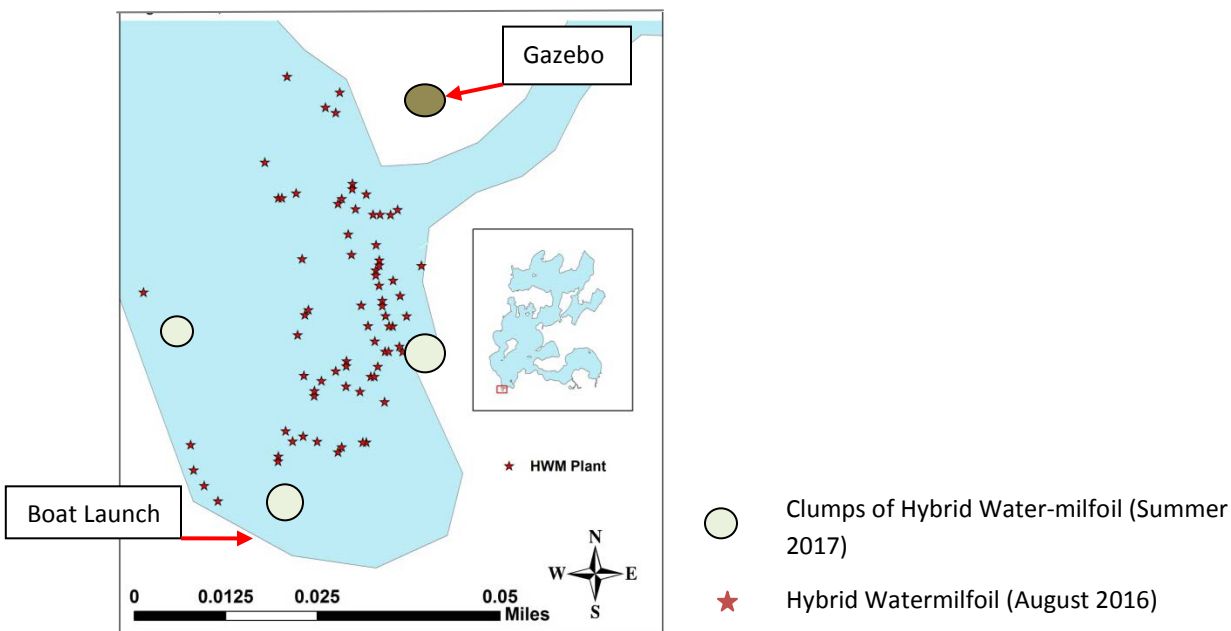 Gazebo
HWM Plant
Boat Launch
N
W E
S
0 0.0125 0.025 0.05
Miles
Clumps of Hybrid Water-milfoil (Summer
2017)
Hybrid Watermilfoil (August 2016)